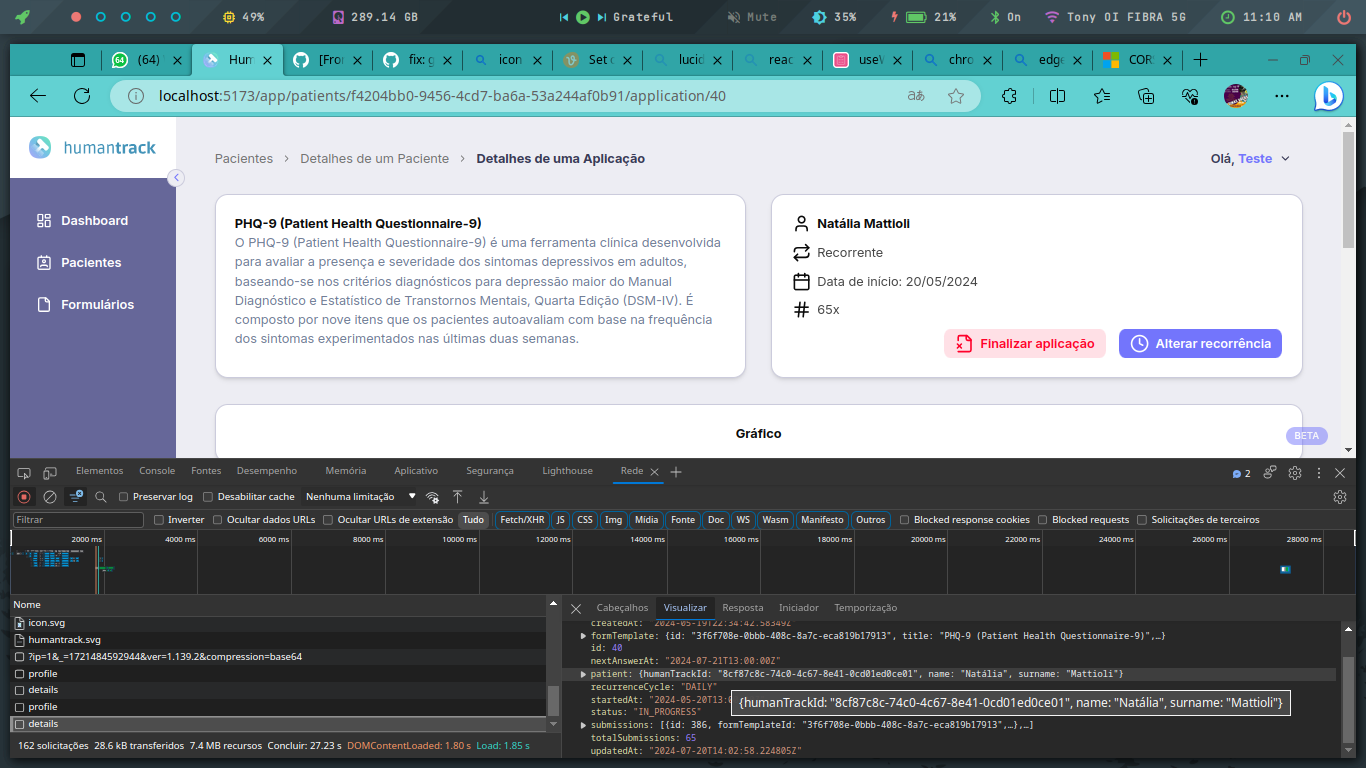 49%
289.14 GB
Grateful
Mute
35%
21%
On
Tony OI FIBRA 5G
11:10 AM
64
(64)
Hum
[Fro
fix: g
icon
Set c
lucid
reac
useV
chro
edge
COR
localhost:5173/app/patients/f4204bb0-9456-4cd7-ba6a-53a244af0b91/application/40
humantrack
Pacientes > Detalhes de um Paciente > Detalhes de uma Aplicação
Olá, Teste
Dashboard
Pacientes
Formulários
PHQ-9 (Patient Health Questionnaire-9)
O PHQ-9 (Patient Health Questionnaire-9) é uma ferramenta clínica desenvolvida
para avaliar a presença e severidade dos sintomas depressivos em adultos,
baseando-se nos critérios diagnósticos para depressão maior do Manual
Diagnóstico e Estatístico de Transtornos Mentais, Quarta Edição (DSM-IV). É
composto por nove itens que os pacientes autoavaliam com base na frequência
dos sintomas experimentados nas últimas duas semanas.
Natália Mattioli
Recorrente
Data de início: 20/05/2024
65x
Finalizar aplicação
Alterar recorrência
Gráfico
BETA
Elementos Console Fontes Desempenho Memória Aplicativo Segurança Lighthouse Rede
2
Preservar log Desabilitar cache Nenhuma limitação
Filtrar Inverter Ocultar dados URLs Ocultar URLs de extensão Tudo Fetch/XHR JS CSS Img Mídia Fonte Doc WS Wasm Manifesto Outros Blocked response cookies Blocked requests Solicitações de terceiros
2000 ms 4000 ms 6000 ms 8000 ms 10000 ms 12000 ms 14000 ms 16000 ms 18000 ms 20000 ms 22000 ms 24000 ms 26000 ms 28000 ms
Nome
icon.svg
humantrack.svg
?ip=1&_=1721484592944&ver=1.139.2&compression=base64
profile
details
profile
details
162 solicitações 28.6 kB transferidos 7.4 MB recursos Concluir: 27.23 s DOMContentLoaded: 1.80 s Load: 1.85 s
Cabeçalhos Visualizar Resposta Iniciador Temporização
createdAt: "2024-05-19T22:34:42.58349Z"
formTemplate: {id: "3f6f708e-0bbb-408c-8a7c-eca819b17913", title: "PHQ-9 (Patient Health Questionnaire-9)",…}
id: 40
nextAnswerAt: "2024-07-21T13:00:00Z"
patient: {humanTrackId: "8cf87c8c-74c0-4c67-8e41-0cd01ed0ce01", name: "Natália", surname: "Mattioli"}
recurrenceCycle: "DAILY"
startedAt: "2024-05-20T13:
{humanTrackId: "8cf87c8c-74c0-4c67-8e41-0cd01ed0ce01", name: "Natália", surname: "Mattioli"}
status: "IN_PROGRESS"
submissions: [{id: 386, formTemplateId: "3f6f708e-0bbb-408c-8a7c-eca819b17913",…},…]
totalSubmissions: 65
updatedAt: "2024-07-20T14:02:58.224805Z"